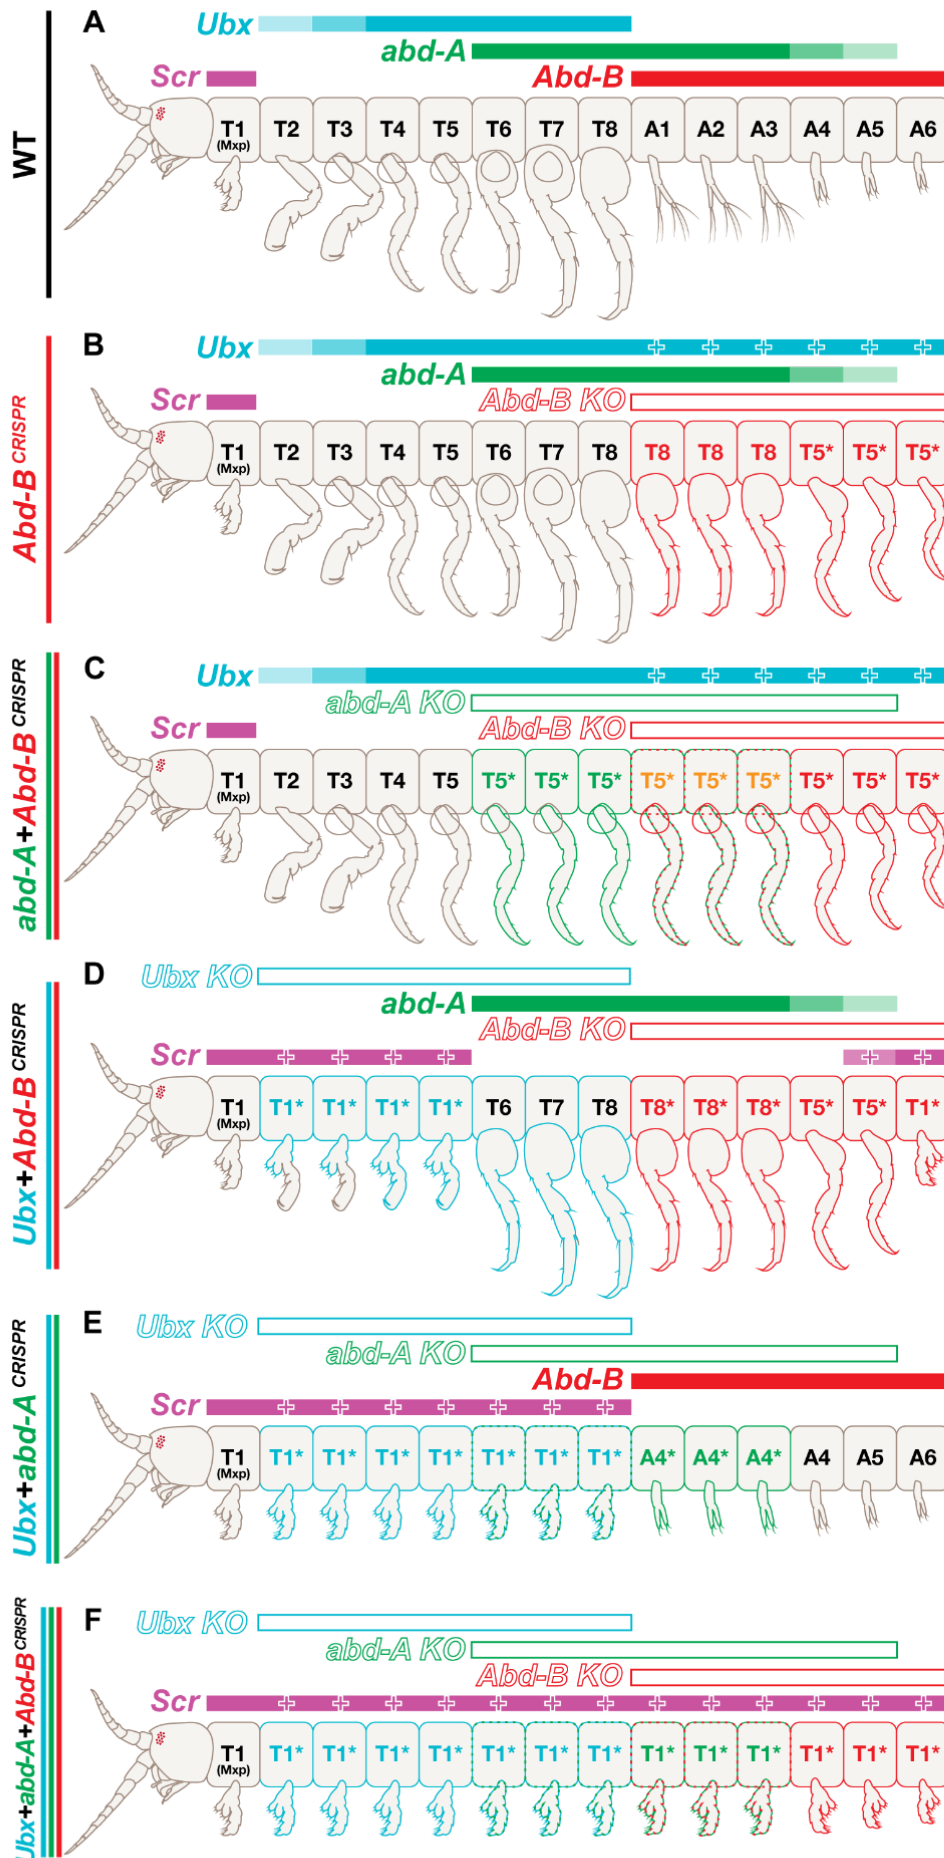 WT
A
Ubx
abd-A
Scr
Abd-B
T1 T2 T3 T4 T5 T6 T7 T8 A1 A2 A3 A4 A5 A6
(Mxp)
Abd-B CRISPR
B
Ubx
abd-A
Scr
Abd-B KO
T1 T2 T3 T4 T5 T6 T7 T8 T8 T8 T8 T5* T5* T5*
(Mxp)
abd-A+Abd-B CRISPR
C
Ubx
abd-A KO
Scr
Abd-B KO
T1 T2 T3 T4 T5 T5* T5* T5* T5* T5* T5* T5* T5* T5*
(Mxp)
Ubx+Abd-B CRISPR
D
Ubx KO
abd-A
Abd-B KO
Scr
T1 T1* T1* T1* T1* T6 T7 T8 T8* T8* T8* T5* T5* T1*
(Mxp)
Ubx+abd-A CRISPR
E
Ubx KO
abd-A KO
Abd-B
Scr
T1 T1* T1* T1* T1* T1* T1* T1* A4* A4* A4* A4 A5 A6
(Mxp)
Ubx+abd-A+Abd-B CRISPR
F
Ubx KO
abd-A KO
Abd-B KO
Scr
T1 T1* T1* T1* T1* T1* T1* T1* T1* T1* T1* T1* T1* T1*
(Mxp)